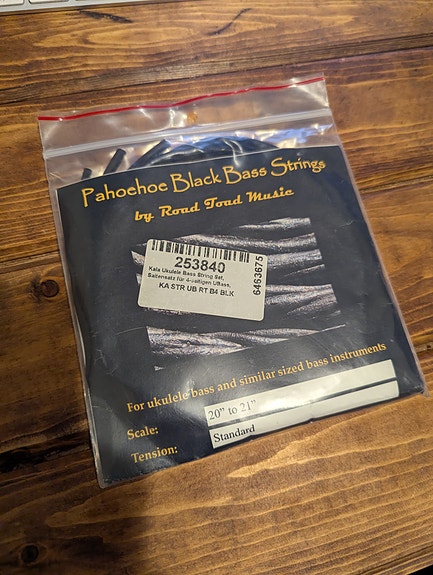 Pahoehoe Black Bass Strings
by Road Toad Music
253840
Kala Ukulele Bass String Set,
Saitensatz für 4-saitigen UBass,
KA STR UB RT B4 BLK
6463675
For ukulele bass and similar sized bass instruments
Scale: 20" to 21"
Tension: Standard